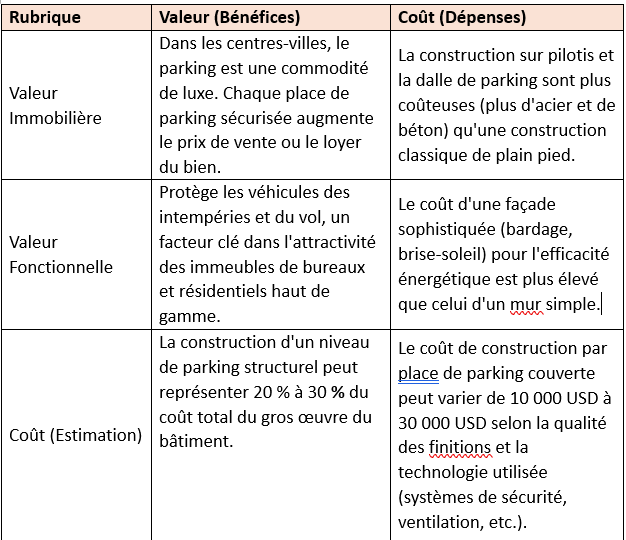 Rubrique
Valeur (Bénéfices)
Coût (Dépenses)
Valeur
Immobilière
Dans les centres-villes, le
parking est une commodité
de luxe. Chaque place de
parking sécurisée augmente
le prix de vente ou le loyer
du bien.
La construction sur pilotis et
la dalle de parking sont plus
coûteuses (plus d'acier et de
béton) qu'une construction
classique de plain pied.
Valeur
Fonctionnelle
Protège les véhicules des
intempéries et du vol, un
facteur clé dans l'attractivité
des immeubles de bureaux
et résidentiels haut de
gamme.
Le coût d'une façade
sophistiquée (bardage,
brise-soleil) pour l'efficacité
énergétique est plus élevé
que celui d'un mur simple.
Coût (Estimation)
La construction d'un niveau
de parking structurel peut
représenter 20 % à 30 % du
coût total du gros œuvre du
bâtiment.
Le coût de construction par
place de parking couverte
peut varier de 10 000 USD à
30 000 USD selon la qualité
des finitions et la
technologie utilisée
(systèmes de sécurité,
ventilation, etc.).